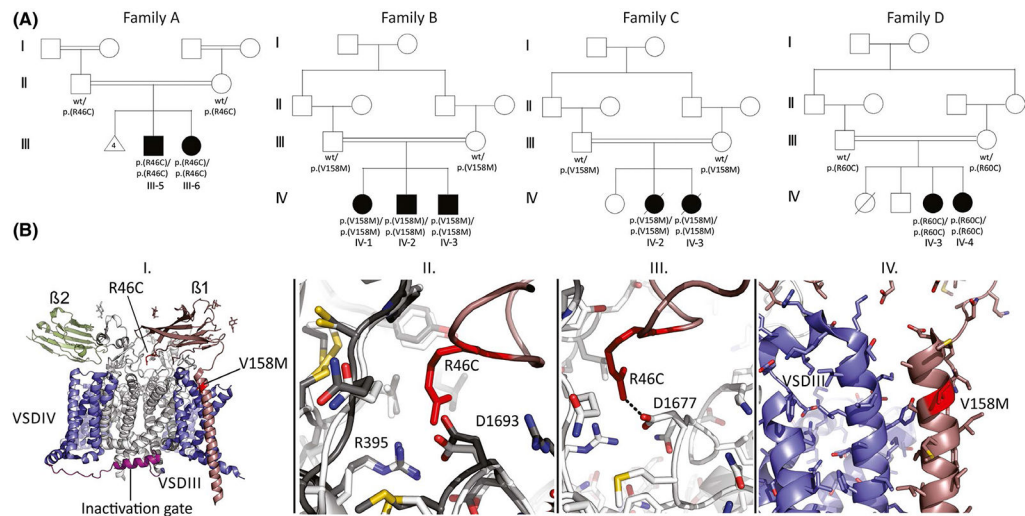 (A)
Family A
Family B
Family C
Family D
I
II
III
wt/
p.(R46C)
wt/
p.(R46C)
4
p.(R46C)/
p.(R46C)
III-5
p.(R46C)/
p.(R46C)
III-6
I
II
III
IV
wt/
p.(V158M)
wt/
p.(V158M)
p.(V158M)/
p.(V158M)
IV-1
p.(V158M)/
p.(V158M)
IV-2
p.(V158M)/
p.(V158M)
IV-3
I
II
III
IV
wt/
p.(V158M)
wt/
p.(V158M)
p.(V158M)/
p.(V158M)
IV-2
p.(V158M)/
p.(V158M)
IV-3
I
II
III
IV
wt/
p.(R60C)
wt/
p.(R60C)
p.(R60C)/
p.(R60C)
IV-3
p.(R60C)/
p.(R60C)
IV-4
(B)
I.
ß2
R46C
ß1
V158M
VSDIV
VSDIII
Inactivation gate
II.
R46C
D1693
R395
III.
R46C
D1677
IV.
VSDIII
V158M